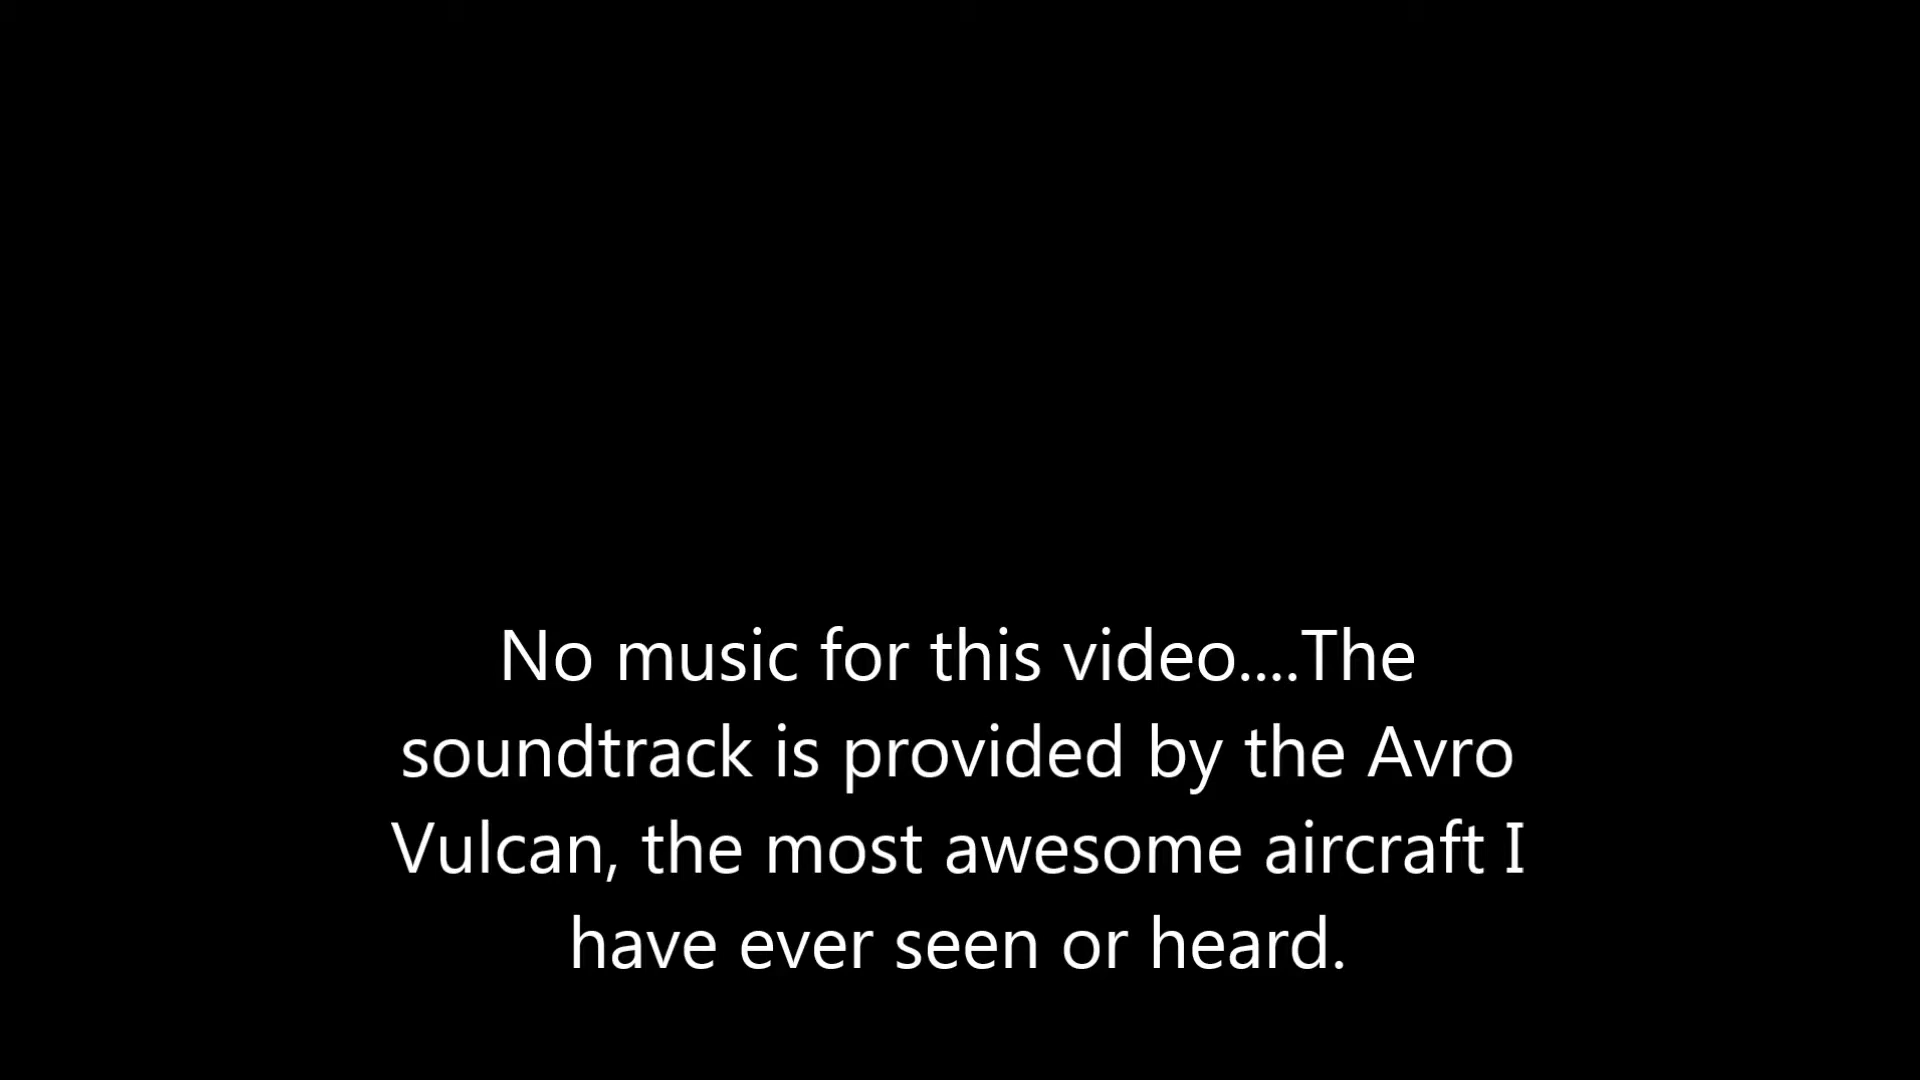 No music for this video....The
soundtrack is provided by the Avro
Vulcan, the most awesome aircraft I
have ever seen or heard.